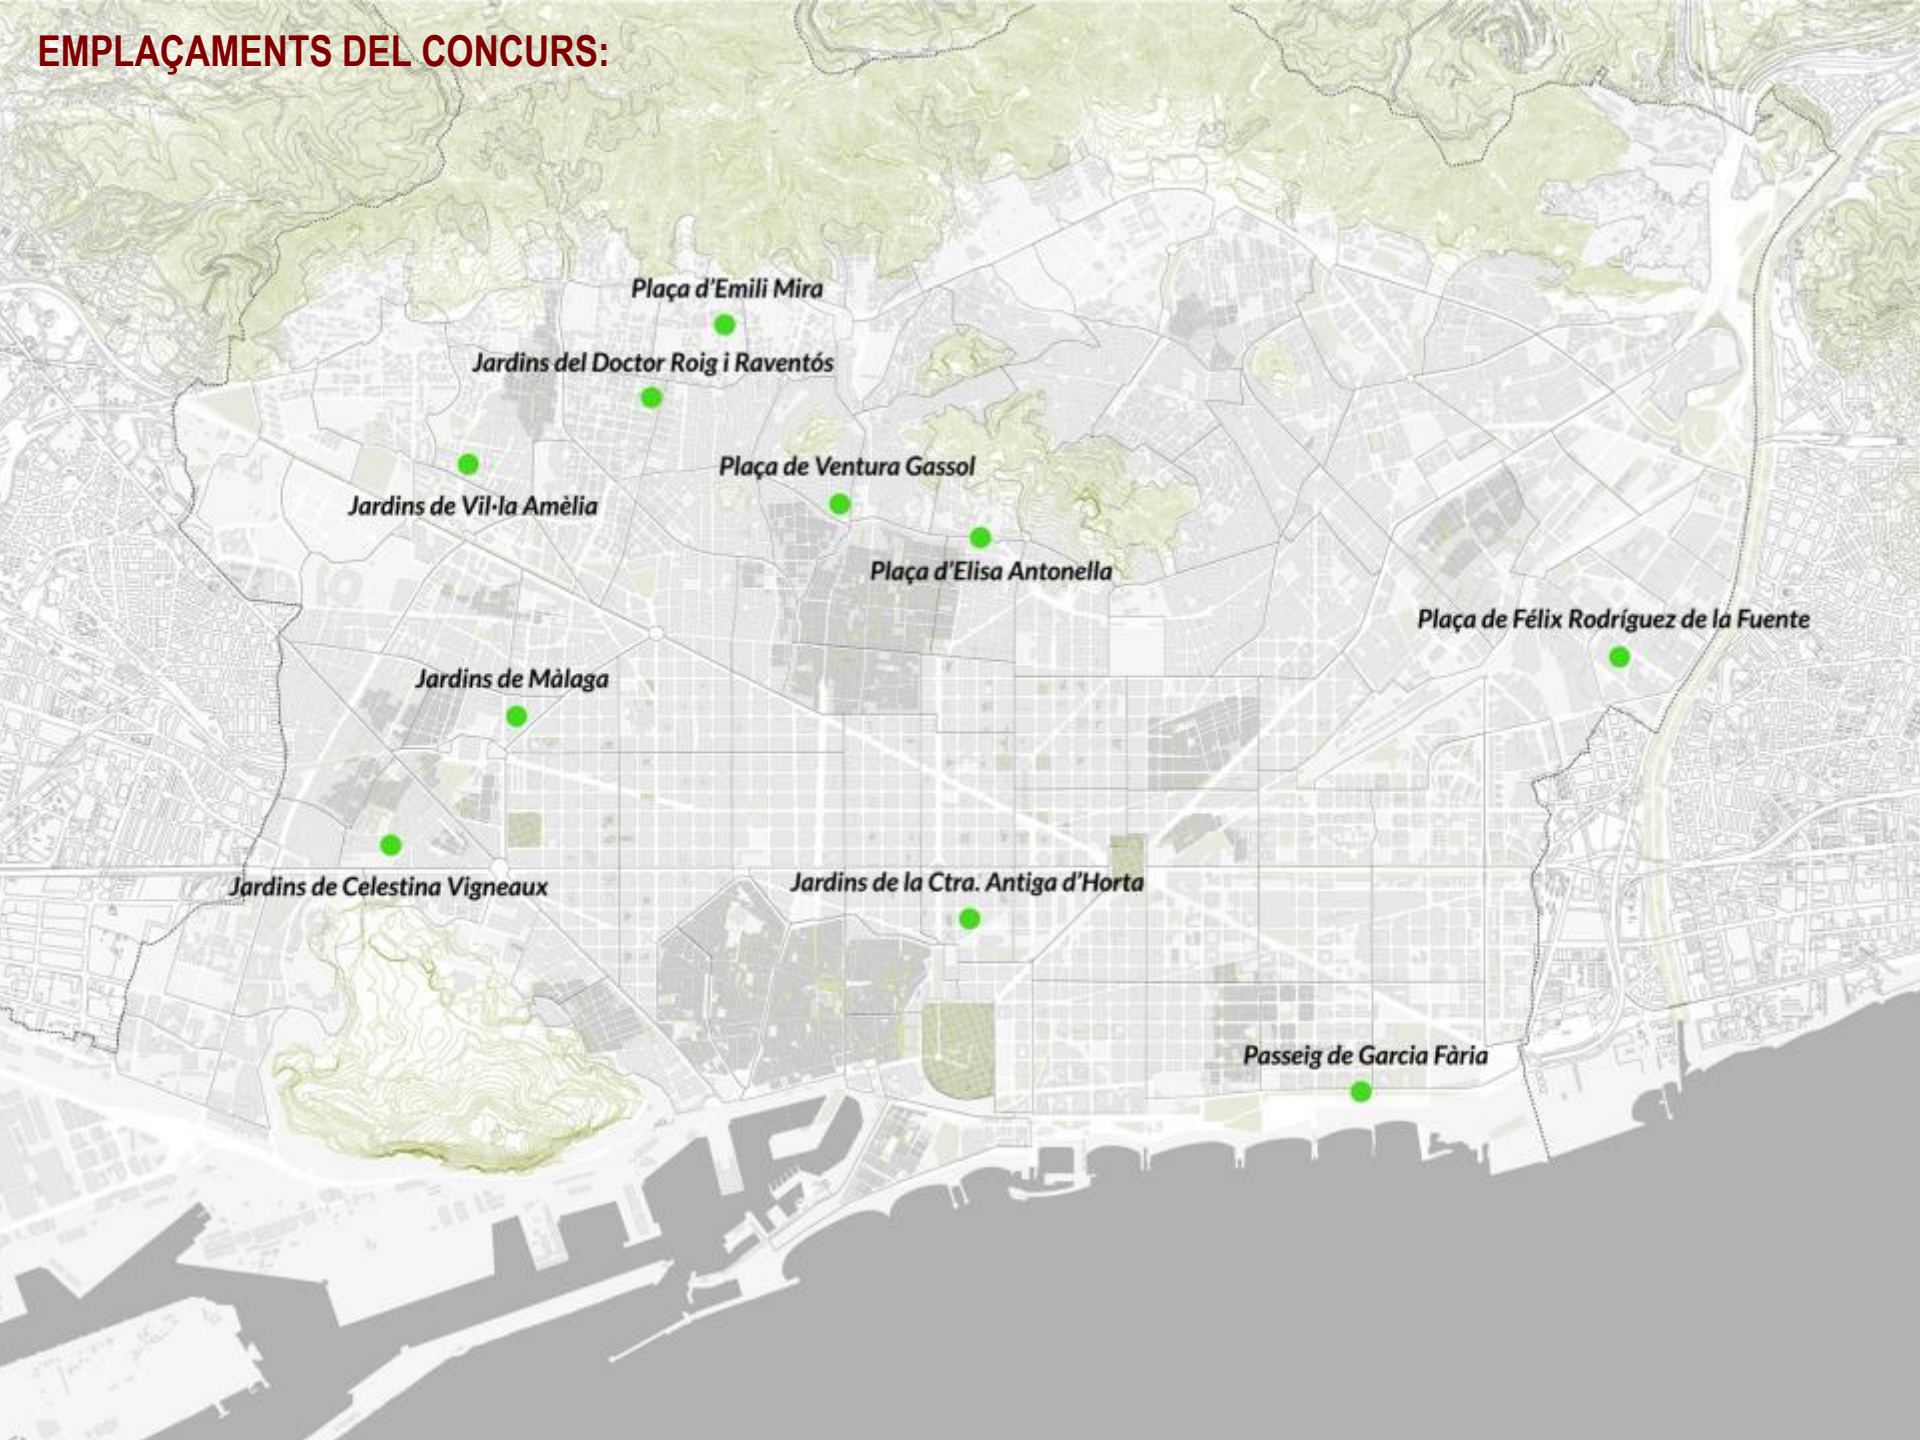 EMPLAÇAMENTS DEL CONCURS:
Plaça d'Emili Mira
Jardins del Doctor Roig i Raventós
Plaça de Ventura Gassol
Jardins de Vil·la Amèlia
Plaça d'Elisa Antonella
Plaça de Félix Rodríguez de la Fuente
Jardins de Màlaga
Jardins de Celestina Vigneaux
Jardins de la Ctra. Antiga d'Horta
Passeig de Garcia Fària